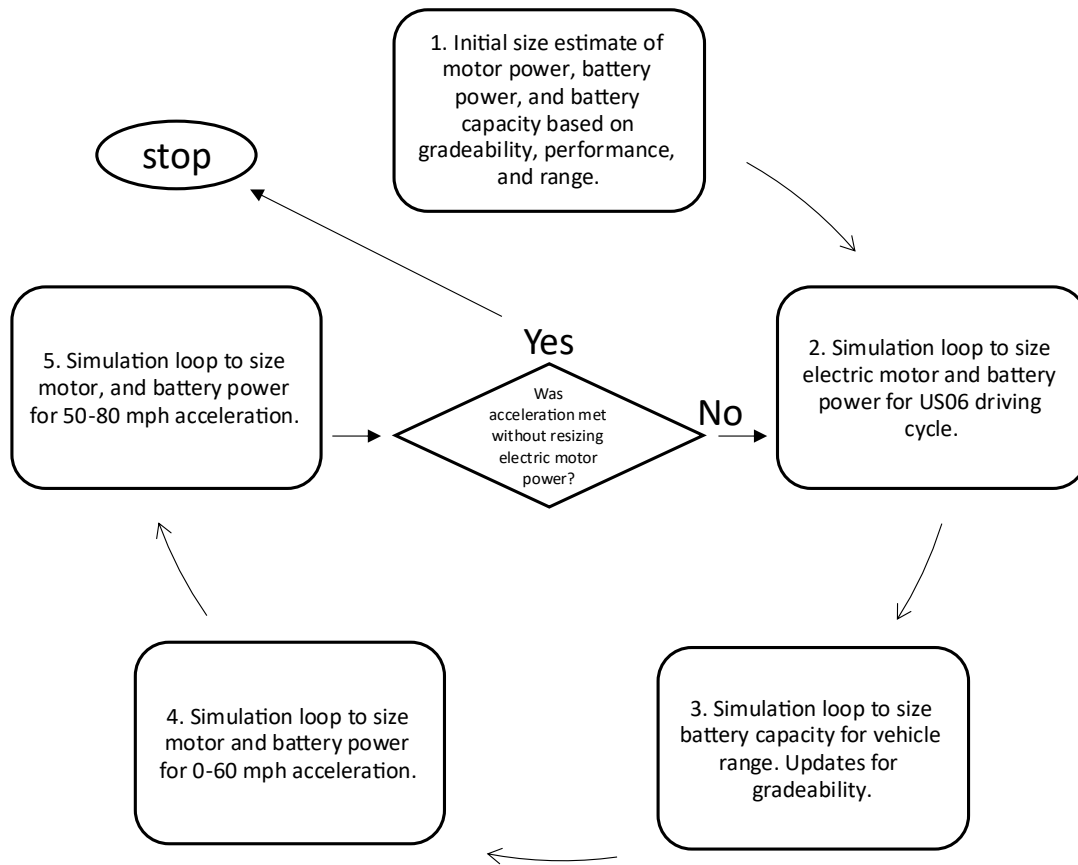 1. Initial size estimate of
motor power, battery
power, and battery
capacity based on
gradeability, performance,
and range.
stop
5. Simulation loop to size
motor, and battery power
for 50-80 mph acceleration.
Yes
Was
acceleration met
without resizing
electric motor
power?
No
2. Simulation loop to size
electric motor and battery
power for US06 driving
cycle.
4. Simulation loop to size
motor and battery power
for 0-60 mph acceleration.
3. Simulation loop to size
battery capacity for vehicle
range. Updates for
gradeability.